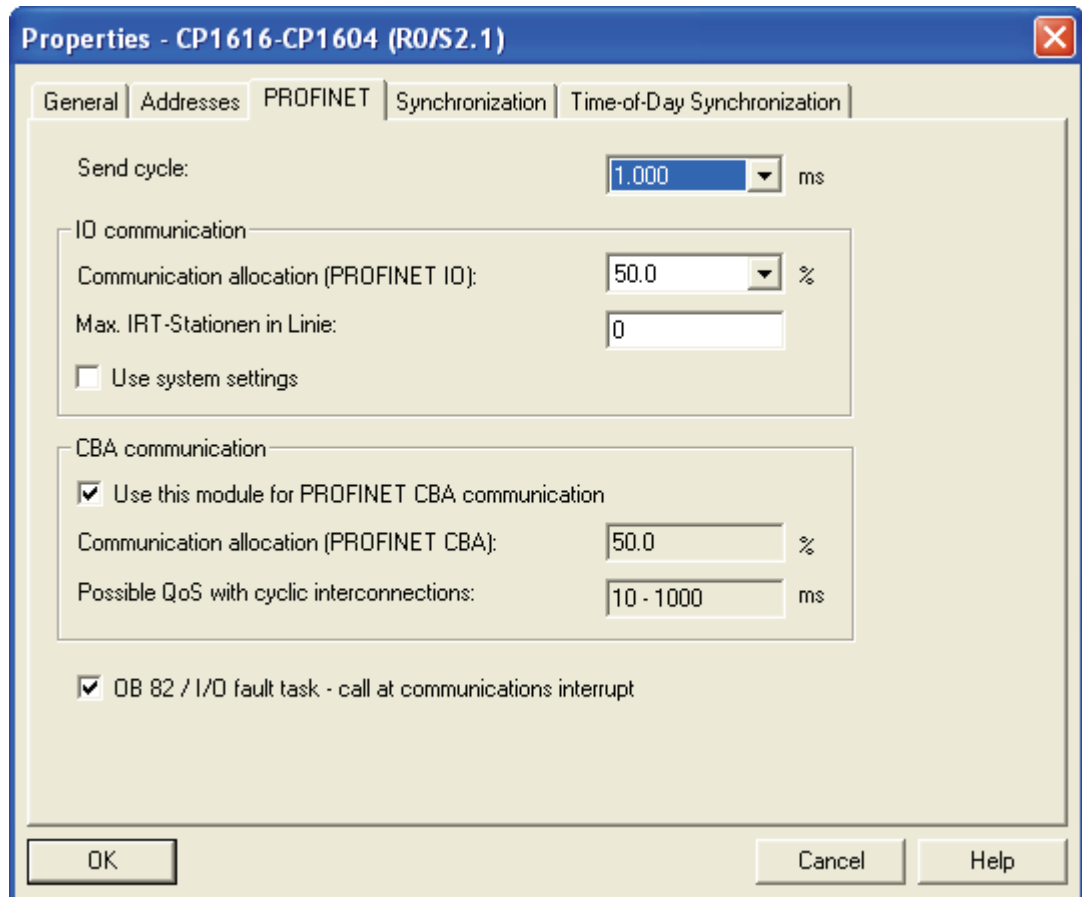 Properties - CP1616-CP1604 (R0/S2.1)
General Addresses PROFINET Synchronization Time-of-Day Synchronization
Send cycle: 1.000 ms
IO communication
Communication allocation (PROFINET IO): 50.0 %
Max. IRT-Stationen in Linie: 0
Use system settings
CBA communication
Use this module for PROFINET CBA communication
Communication allocation (PROFINET CBA): 50.0 %
Possible QoS with cyclic interconnections: 10 - 1000 ms
OB 82 / I/O fault task - call at communications interrupt
OK Cancel Help